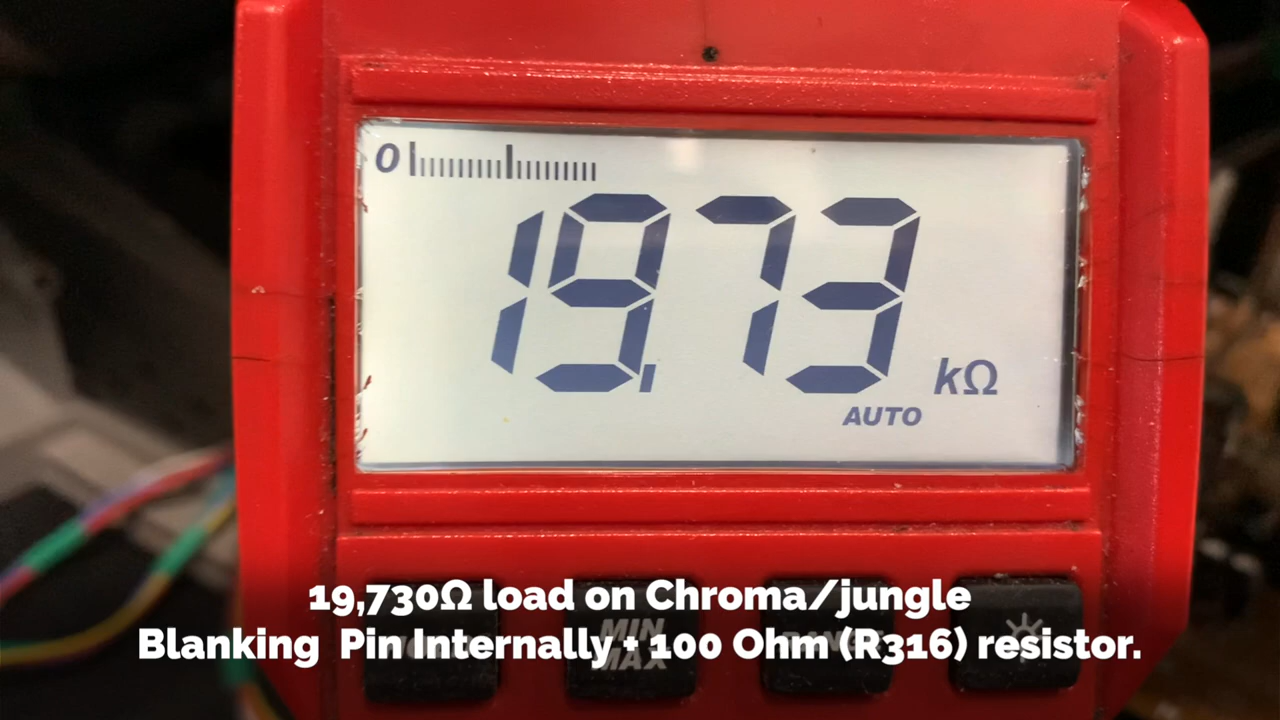 0
19.73
kΩ
AUTO
19,730Ω load on Chroma/jungle
Blanking Pin Internally + 100 Ohm (R316) resistor.
MIN
MAX